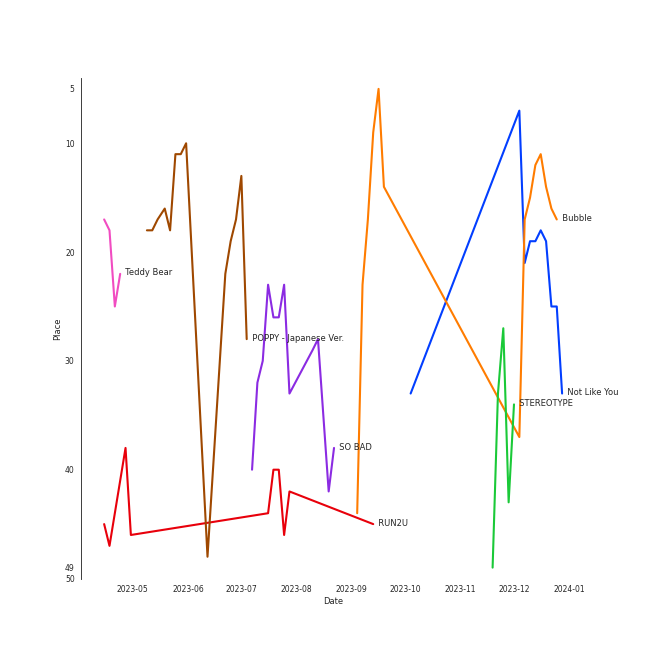 5
10
20
30
40
49
50
Place
Bubble
Teddy Bear
POPPY - Japanese Ver.
Not Like You
STEREOTYPE
SO BAD
RUN2U
2023-05
2023-06
2023-07
2023-08
2023-09
2023-10
2023-11
2023-12
2024-01
Date